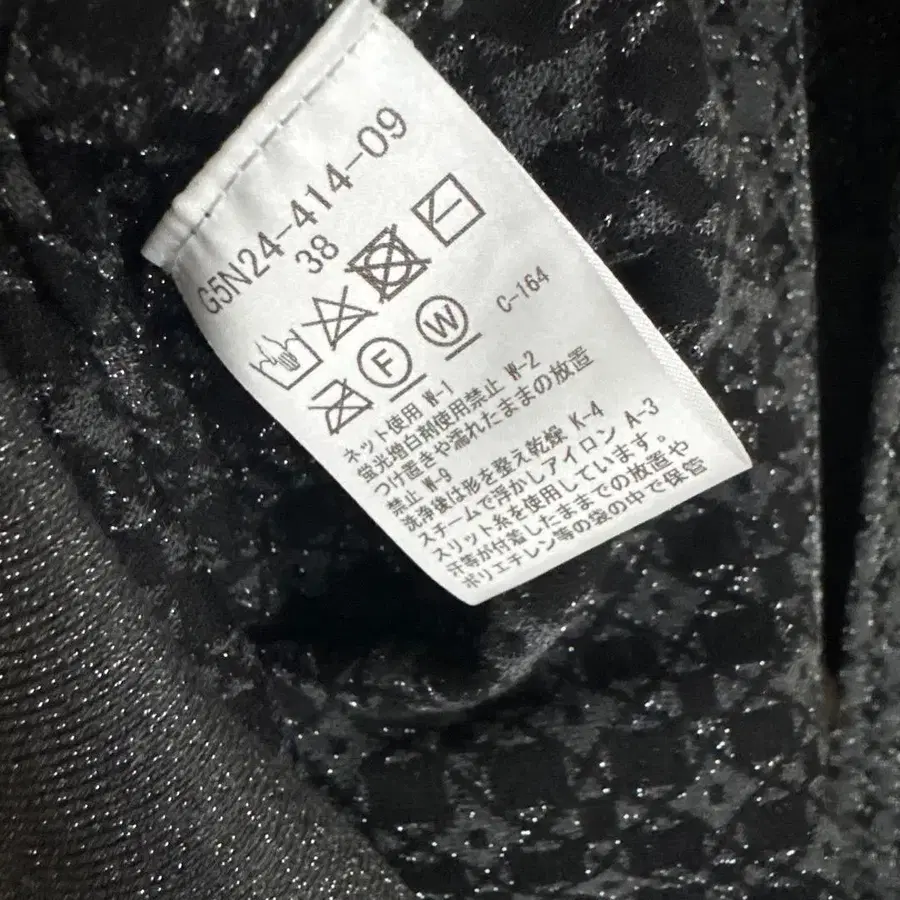 G5N24-414-09
38
F
W
C-164
ネット使用 W-1
蛍光増白剤使用禁止 W-2
つけ置きや濡れたままの放置
禁止 W-9
洗浄後は形を整え乾燥 K-4
スチームで浮かしアイロン A-3
スリット糸を使用しています。
汗等が付着したままでの放置や
ポリエチレン等の袋の中で保管